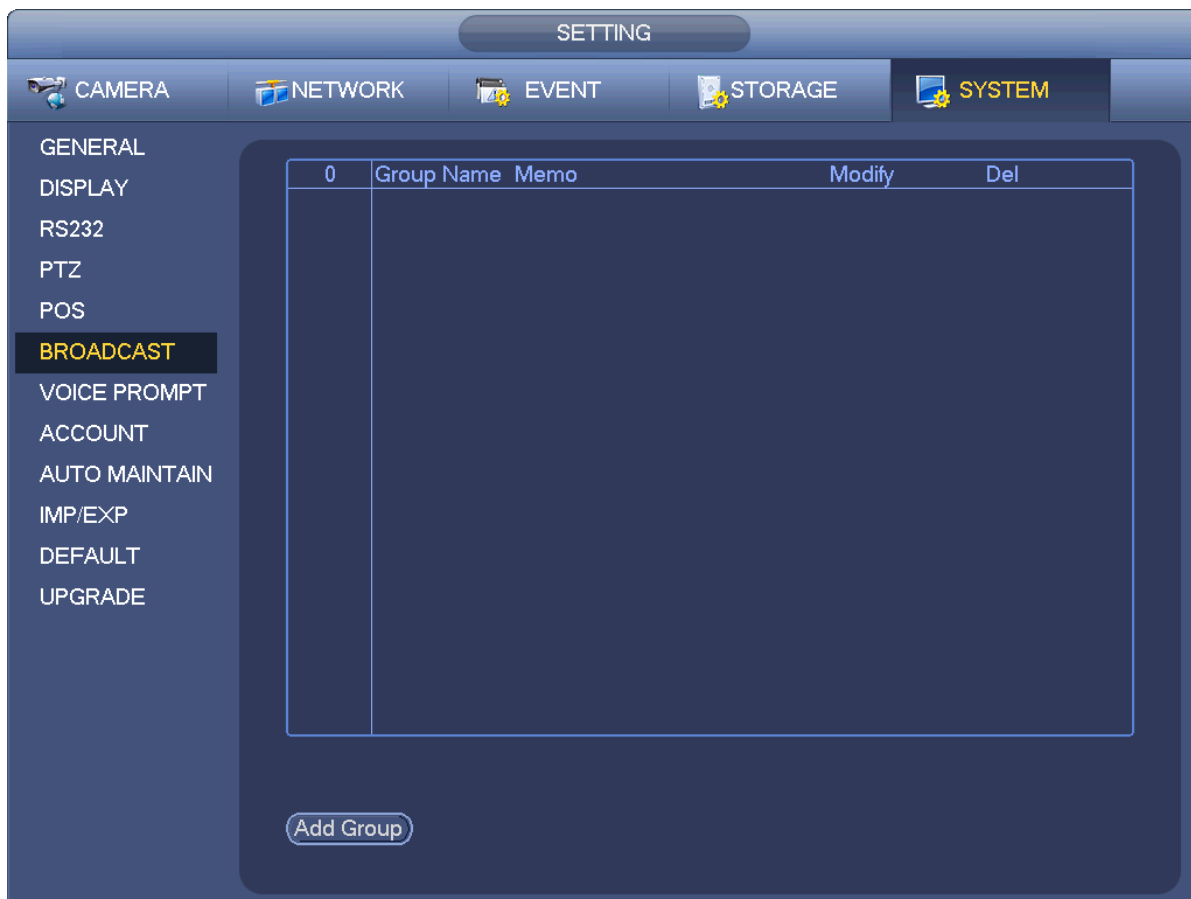 SETTING
CAMERA NETWORK EVENT STORAGE SYSTEM
GENERAL
DISPLAY
RS232
PTZ
POS
BROADCAST
VOICE PROMPT
ACCOUNT
AUTO MAINTAIN
IMP/EXP
DEFAULT
UPGRADE
0 Group Name Memo Modify Del
Add Group